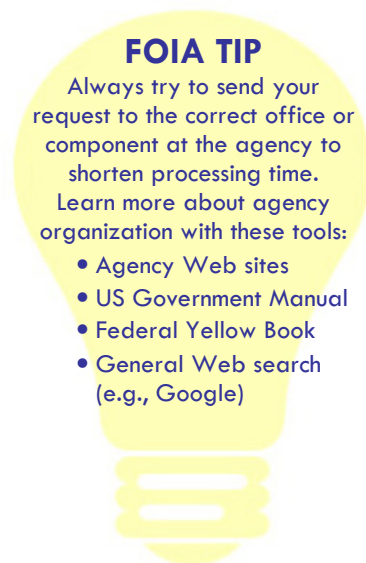 FOIA TIP
Always try to send your
request to the correct office or
component at the agency to
shorten processing time.
Learn more about agency
organization with these tools:
• Agency Web sites
• US Government Manual
• Federal Yellow Book
• General Web search
(e.g., Google)